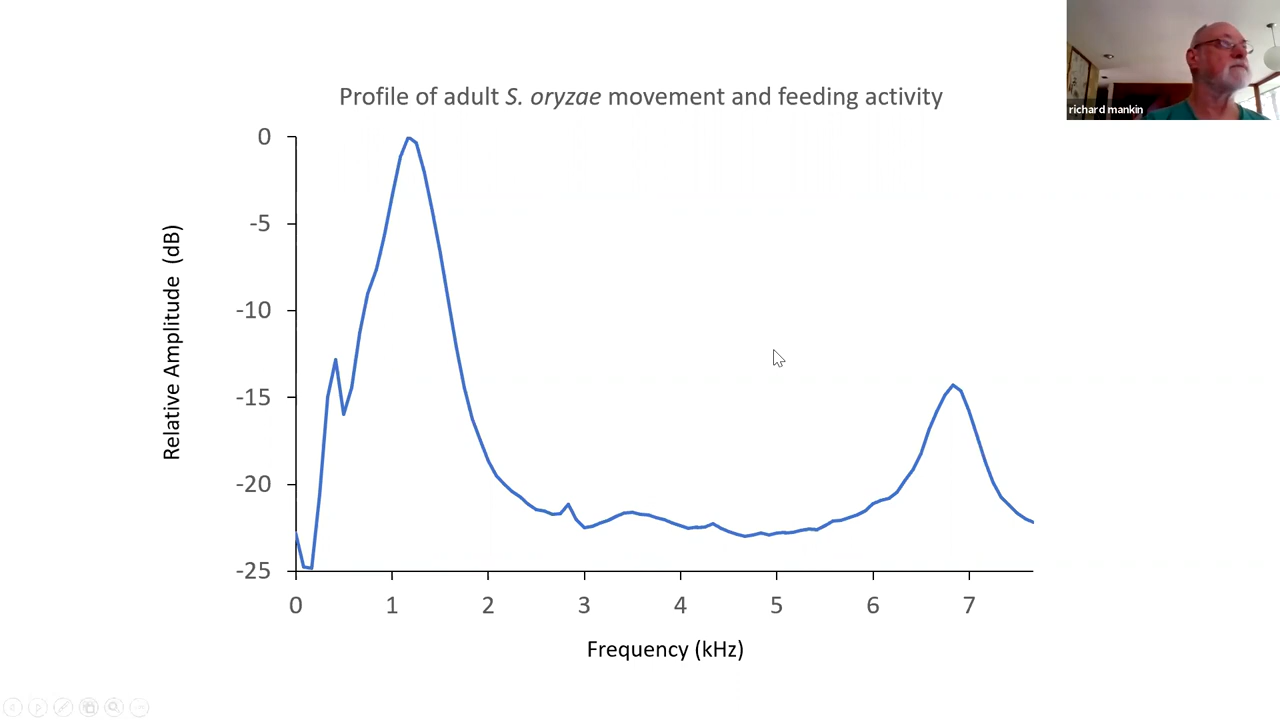 richard mankin
Profile of adult S. oryzae movement and feeding activity
Relative Amplitude (dB)
0
-5
-10
-15
-20
-25
0 1 2 3 4 5 6 7
Frequency (kHz)